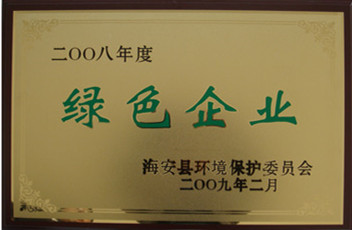 二〇〇八年度
绿色企业
海安县环境保护委员会
二〇〇九年二月